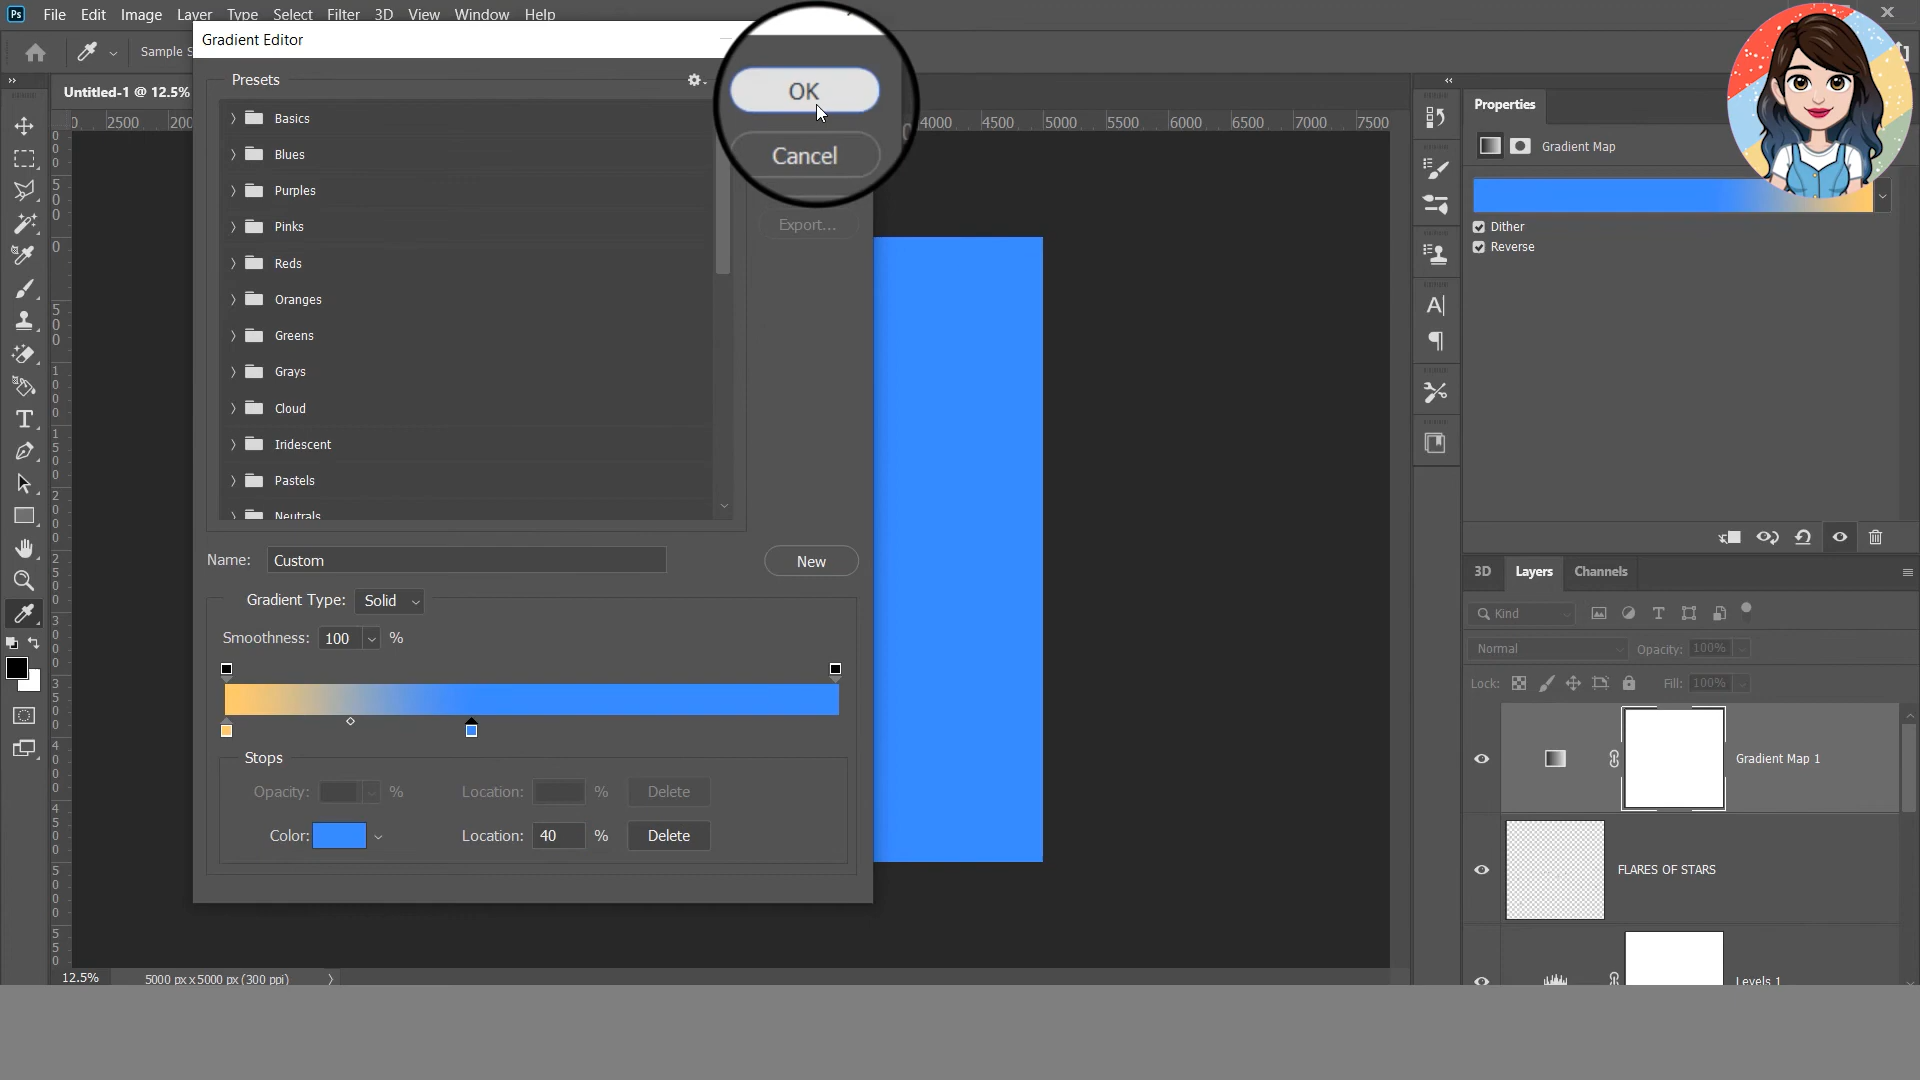 Ps File Edit Image Layer Type Select Filter 3D View Window Help
Sample S
Untitled-1 @ 12.5%
Gradient Editor
Presets
Basics
Blues
Purples
Pinks
Reds
Oranges
Greens
Grays
Cloud
Iridescent
Pastels
Neutrals
OK
Cancel
Export...
Name: Custom
New
Gradient Type: Solid
Smoothness: 100 %
Stops
Opacity: % Location: % Delete
Color: Location: 40 % Delete
2500
4000 4500 5000 5500 6000 6500 7000 7500
12.5% 5000 px x 5000 px (300 ppi)
Properties
Gradient Map
Dither
Reverse
3D Layers Channels
Kind
Normal Opacity: 100%
Lock: Fill: 100%
Gradient Map 1
FLARES OF STARS
Levels 1